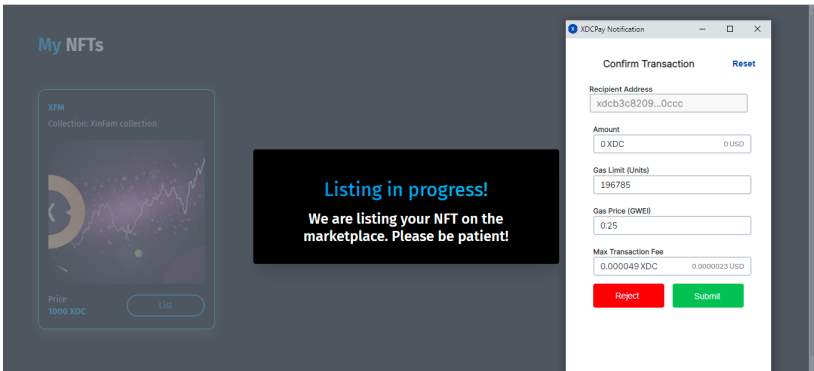 My NFTs
XFM
Collection: XinFam collection
Price
1000 XDC
List
Listing in progress!
We are listing your NFT on the
marketplace. Please be patient!
X XDCPay Notification
Confirm Transaction Reset
Recipient Address
xdcb3c8209...0ccc
Amount
0 XDC 0 USD
Gas Limit (Units)
196785
Gas Price (GWEI)
0.25
Max Transaction Fee
0.000049 XDC 0.0000023 USD
Reject Submit